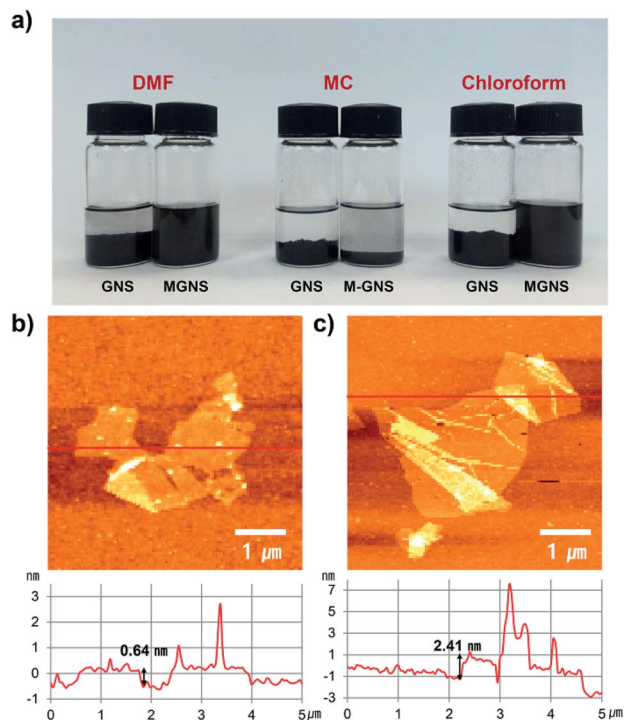 a)
DMF MC Chloroform
GNS MGNS GNS M-GNS GNS MGNS
b) c)
1 µm 1 µm
nm nm
3
2
1
0
-1
0.64 nm
0 1 2 3 4 5 µm
7
5
3
1
-1
-3
2.41 nm
0 1 2 3 4 5 µm